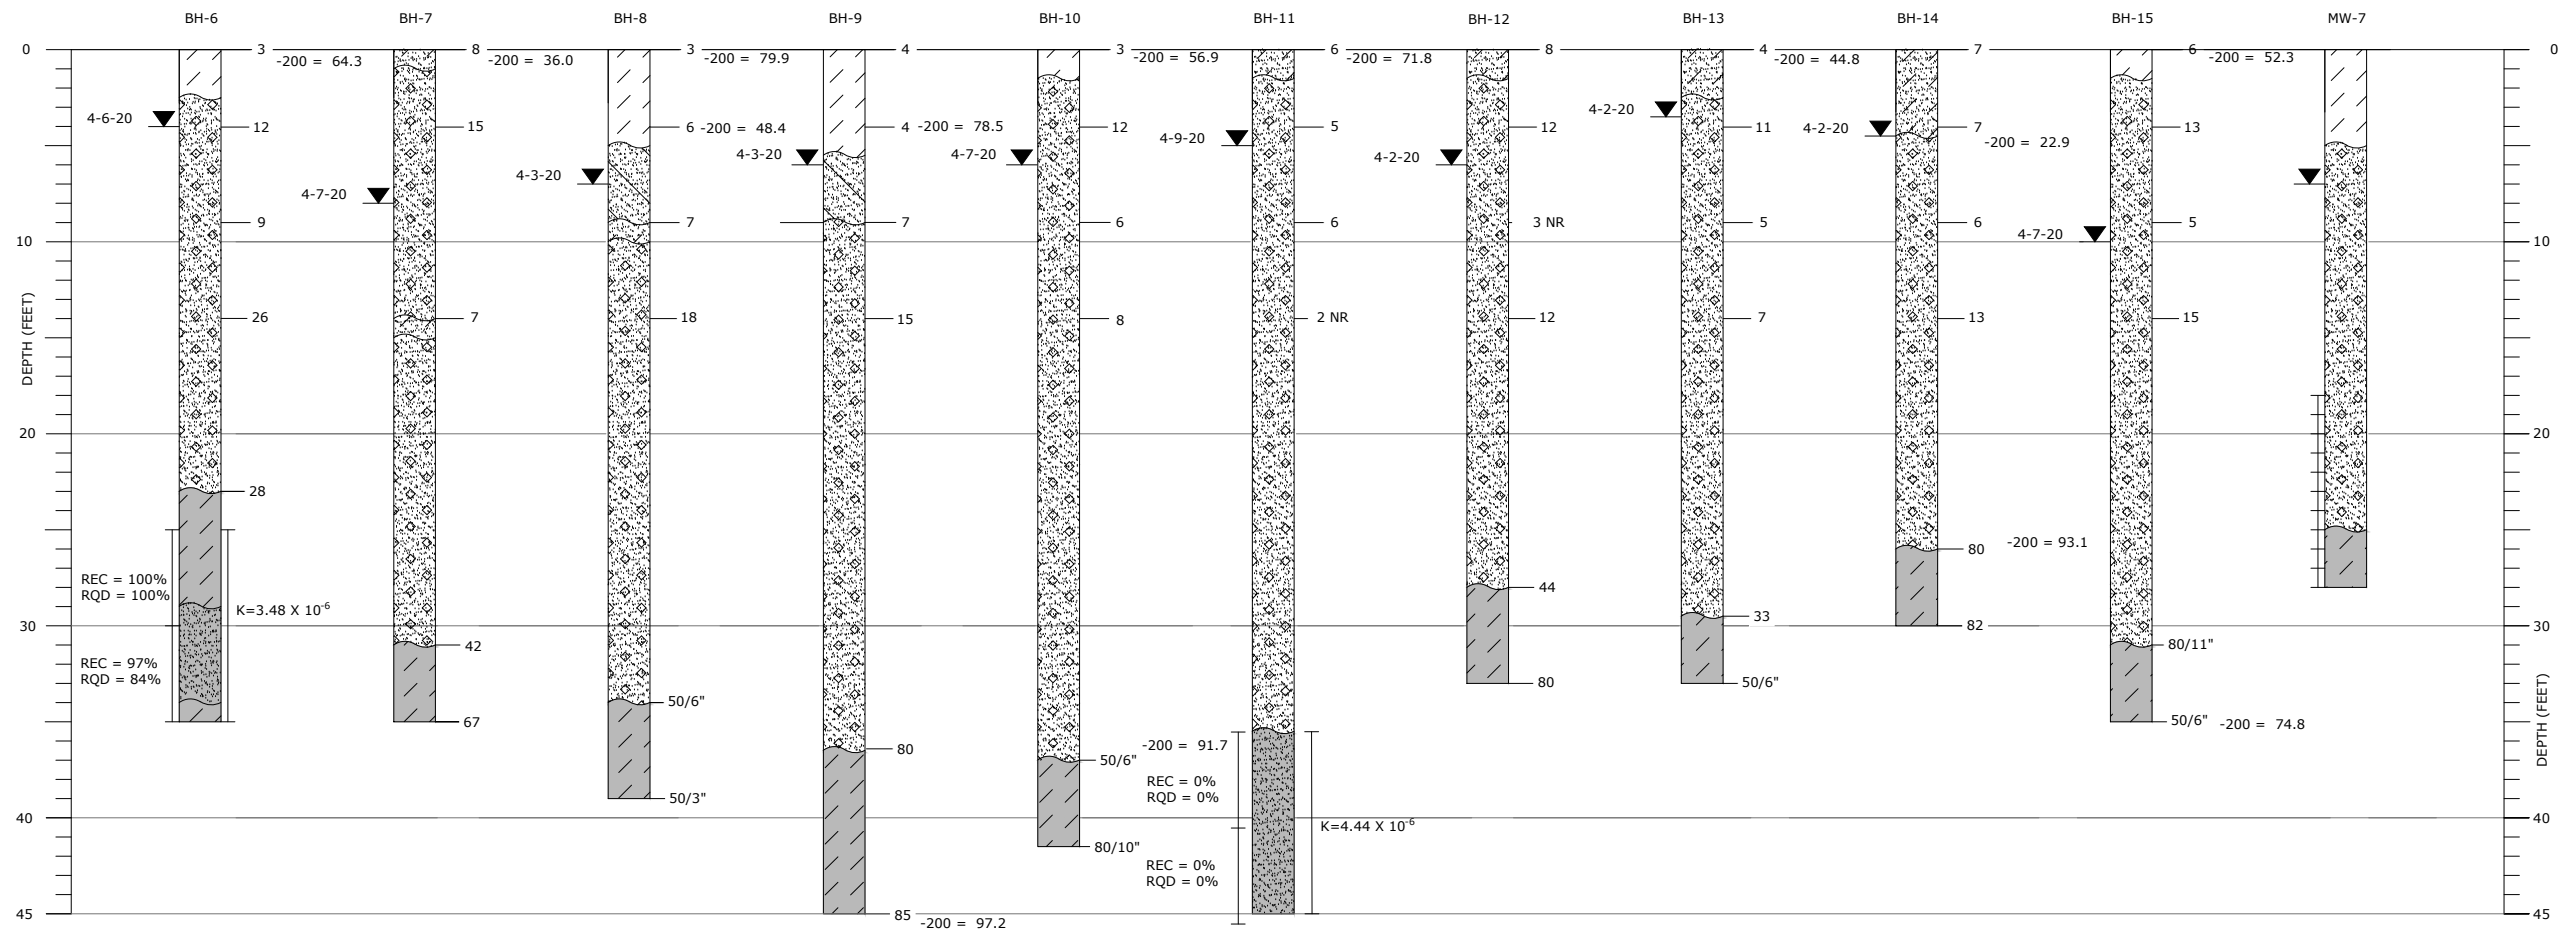 BH-6 BH-7 BH-8 BH-9 BH-10 BH-11 BH-12 BH-13 BH-14 BH-15 MW-7
0 3 8 3 4 3 6 8 4 7 6 0
-200 = 64.3 -200 = 36.0 -200 = 79.9 -200 = 56.9 -200 = 71.8 -200 = 44.8 -200 = 52.3
4-2-20
4-6-20 12 15 6 -200 = 48.4 4 -200 = 78.5 12 5 12 11 4-2-20 7 13
4-9-20 -200 = 22.9
4-3-20 4-7-20 4-2-20
4-3-20
4-7-20
9 7 7 6 6 3 NR 5 6 5
4-7-20
10 10
26 7 18 15 8 2 NR 12 7 13 15
DEPTH (FEET)
20 20
28
80 -200 = 93.1
REC = 100%
RQD = 100%
44
K=3.48 X 10-6
33
30 82 30
42 80/11"
REC = 97%
RQD = 84%
80 50/6"
50/6"
DEPTH (FEET)
67 50/6" -200 = 74.8
80 -200 = 91.7
50/6"
REC = 0%
RQD = 0%
50/3"
40 K=4.44 X 10-6 40
80/10"
REC = 0%
RQD = 0%
45 85 -200 = 97.2 45